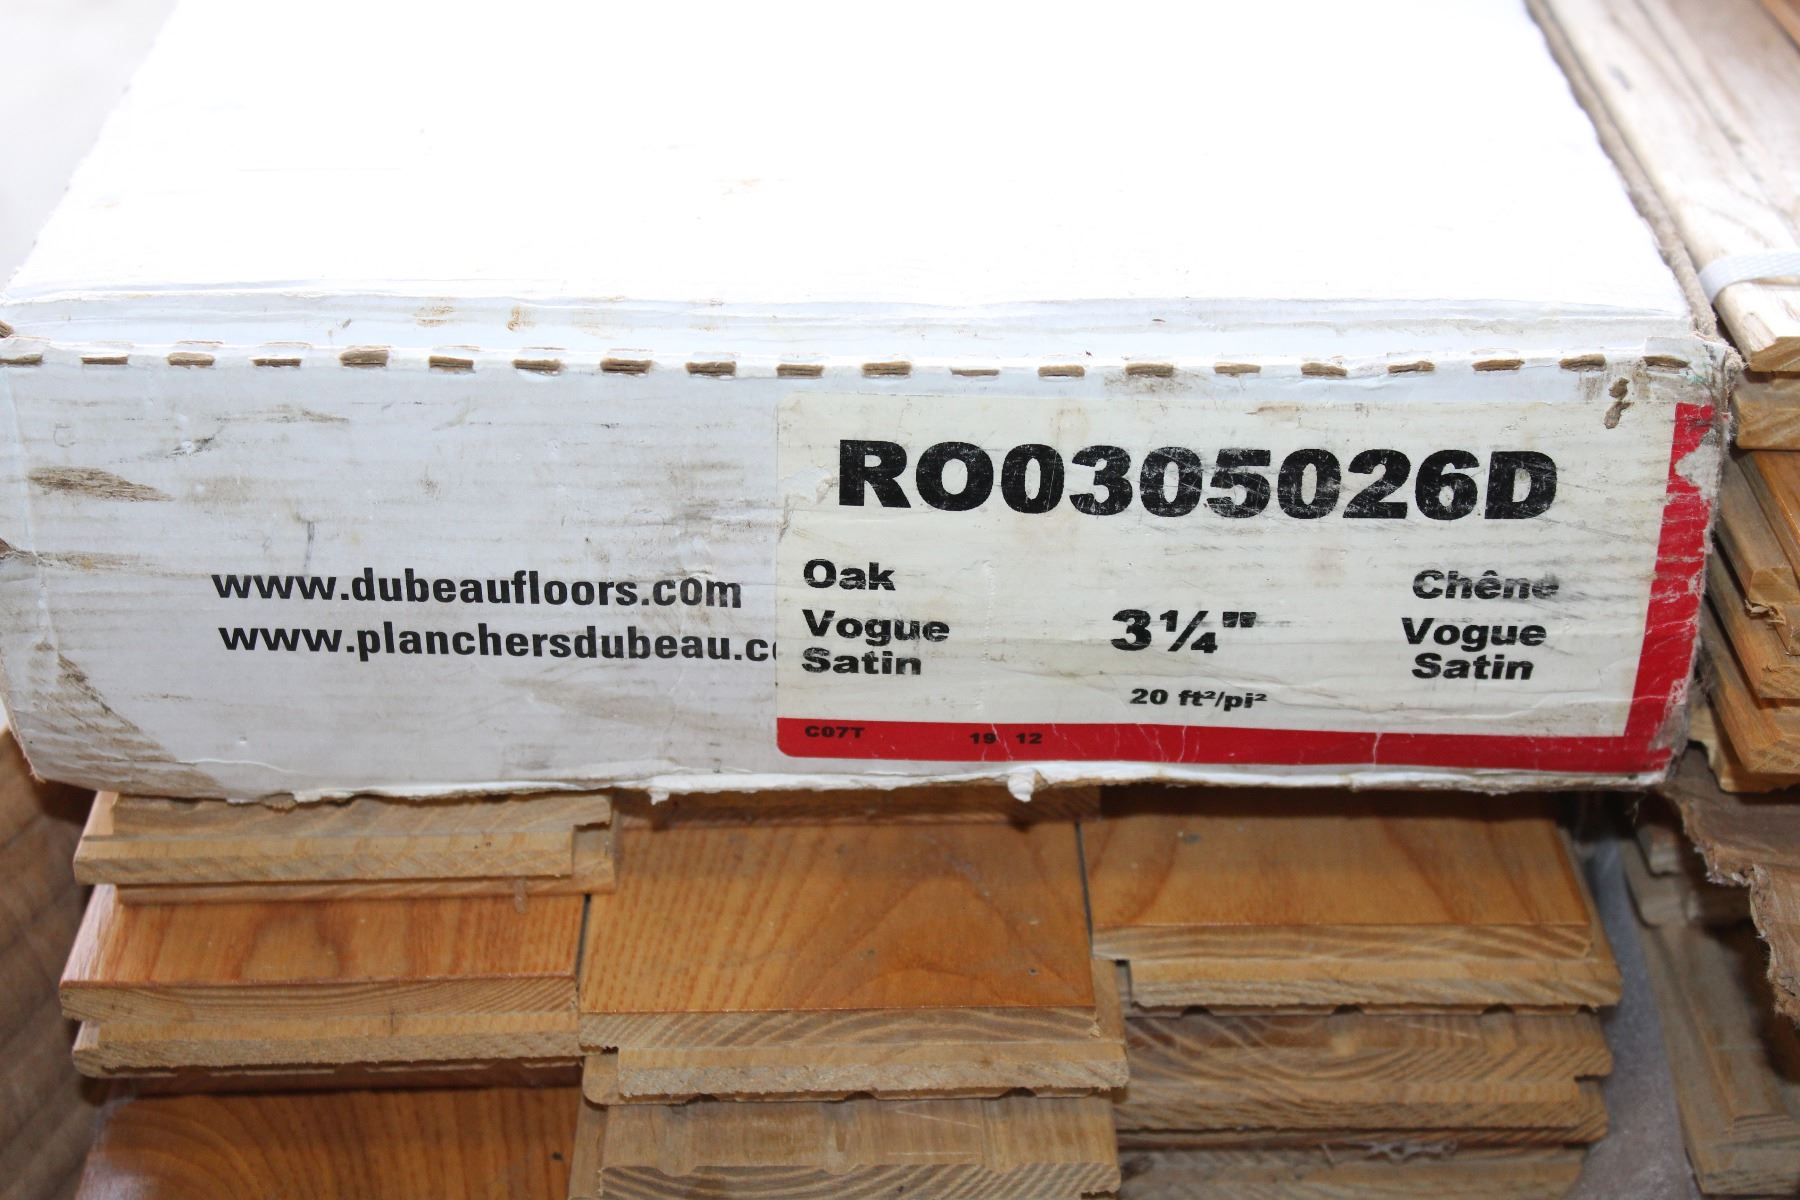 www.dubeaufloors.com
www.planchersdubeau.c
RO0305026D
Oak
Vogue
Satin
3¼"
20 ft²/pi²
Chêne
Vogue
Satin
C07T 19 12